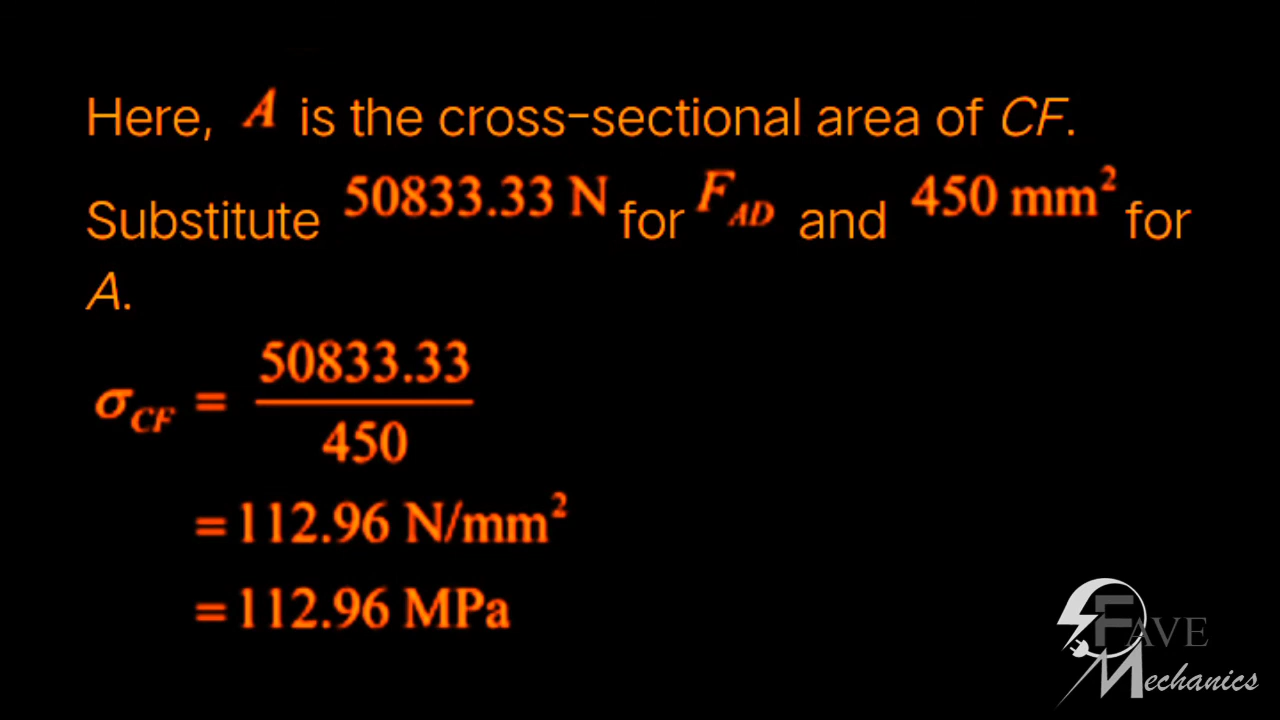 Here, A is the cross-sectional area of CF.
Substitute 50833.33 N for F_AD and 450 mm² for
A.
σ_CF = 50833.33 / 450
= 112.96 N/mm²
= 112.96 MPa
FAVE
Mechanics